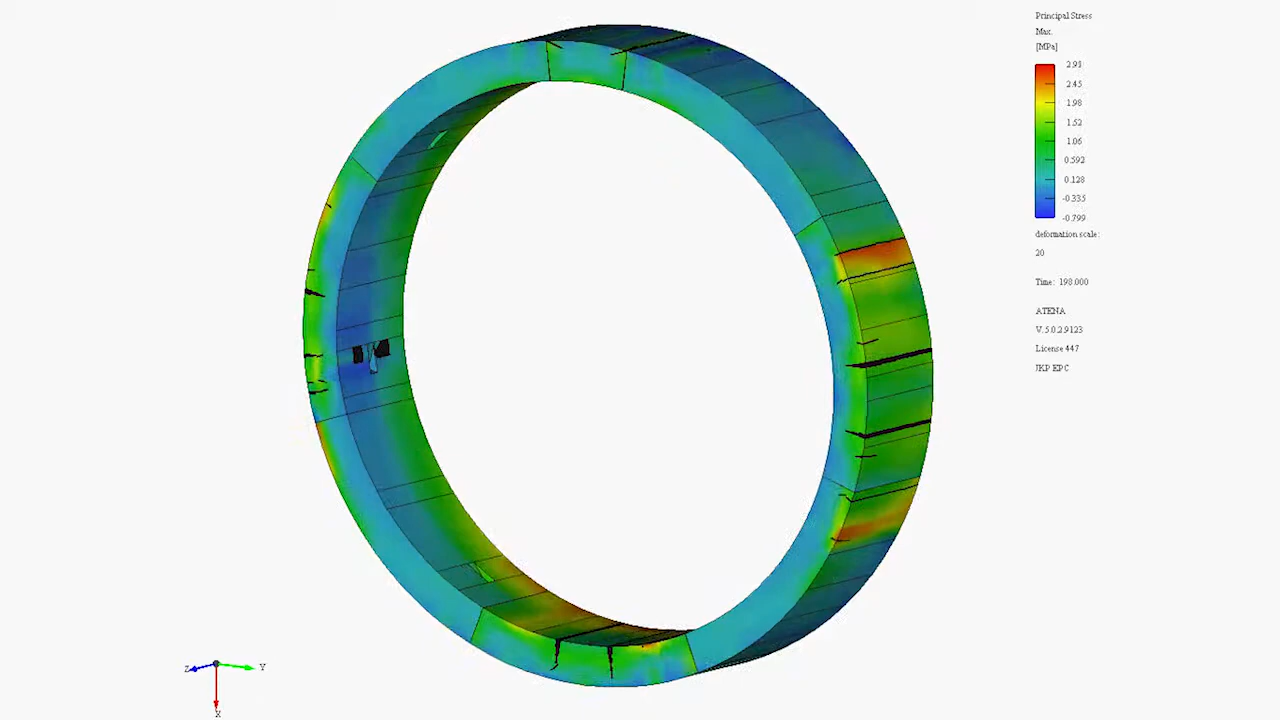 Principal Stress
Max.
[MPa]
2.91
2.45
1.98
1.52
1.06
0.592
0.128
-0.335
-0.799
deformation scale:
20
Time: 198.000
ATENA
V. 5.0.2.9123
License 447
JKP EPC
Z
Y
X